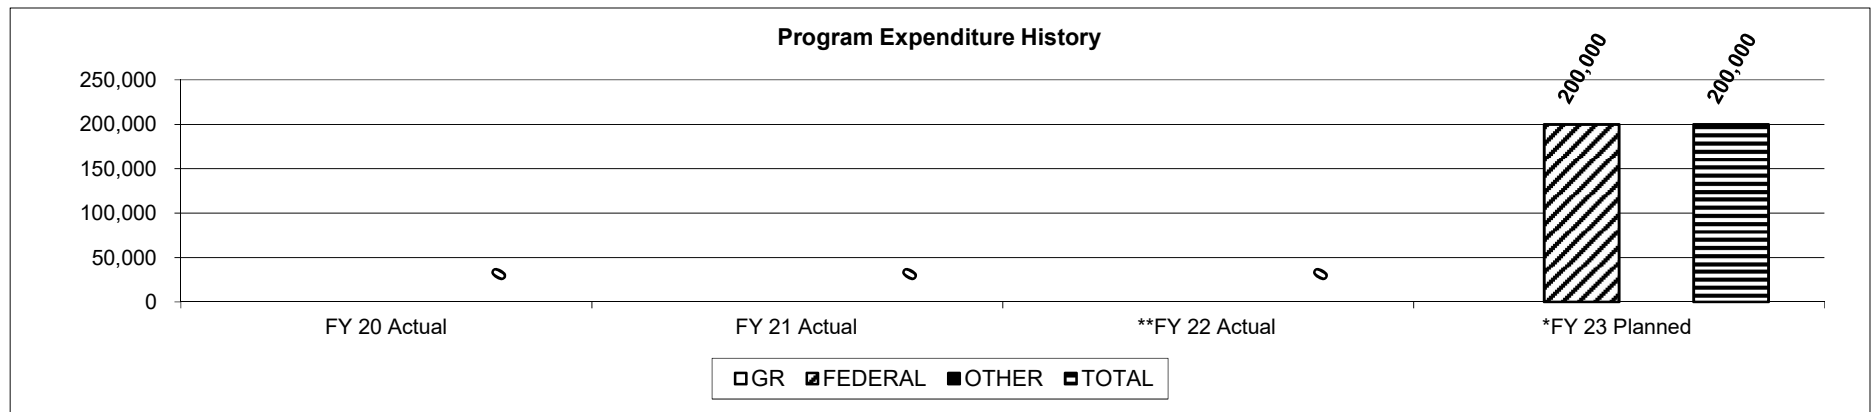 Program Expenditure History
250,000
200,000
150,000
100,000
50,000
0
0
0
0
200,000
200,000
FY 20 Actual
FY 21 Actual
**FY 22 Actual
*FY 23 Planned
GR FEDERAL OTHER TOTAL